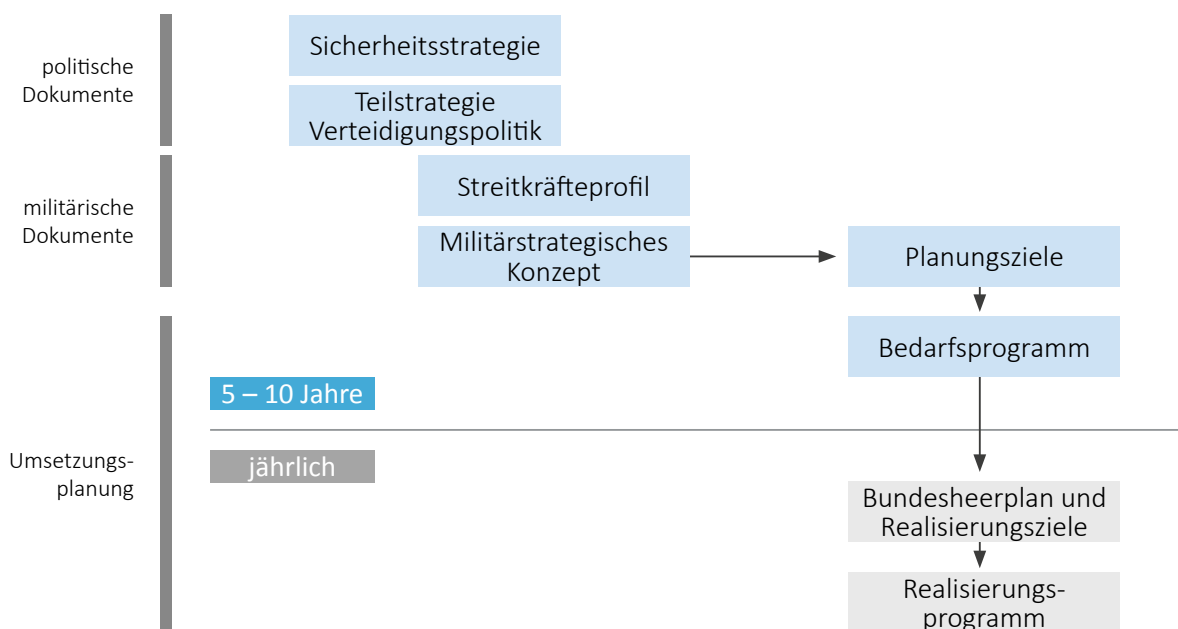 politische
Dokumente
Sicherheitsstrategie
Teilstrategie
Verteidigungspolitik
militärische
Dokumente
Streitkräfteprofil
Militärstrategisches
Konzept
Planungsziele
Umsetzungs-
planung
Bedarfsprogramm
5 – 10 Jahre
jährlich
Bundesheerplan und
Realisierungsziele
Realisierungs-
programm